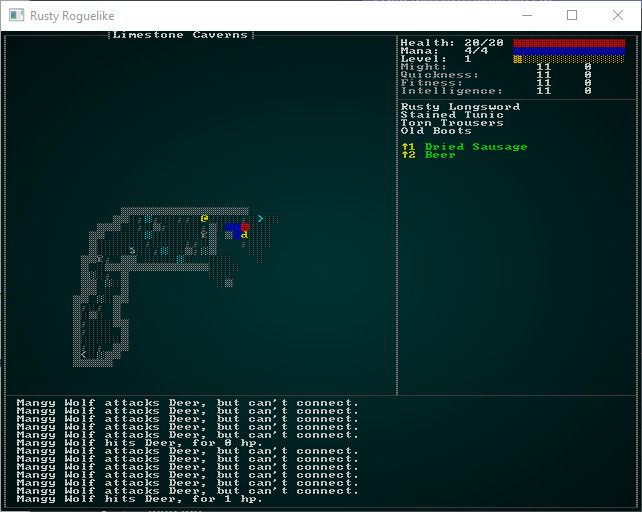 Rusty Roguelike
Limestone Caverns
Health: 20/20
Mana: 4/4
Level: 1
Might: 11 0
Quickness: 11 0
Fitness: 11 0
Intelligence: 11 0
Rusty Longsword
Stained Tunic
Torn Trousers
Old Boots
↑1 Dried Sausage
↑2 Beer
Mangy Wolf attacks Deer, but can't connect.
Mangy Wolf attacks Deer, but can't connect.
Mangy Wolf attacks Deer, but can't connect.
Mangy Wolf attacks Deer, but can't connect.
Mangy Wolf attacks Deer, but can't connect.
Mangy Wolf hits Deer, for 0 hp.
Mangy Wolf attacks Deer, but can't connect.
Mangy Wolf attacks Deer, but can't connect.
Mangy Wolf attacks Deer, but can't connect.
Mangy Wolf attacks Deer, but can't connect.
Mangy Wolf attacks Deer, but can't connect.
Mangy Wolf attacks Deer, but can't connect.
Mangy Wolf hits Deer, for 1 hp.